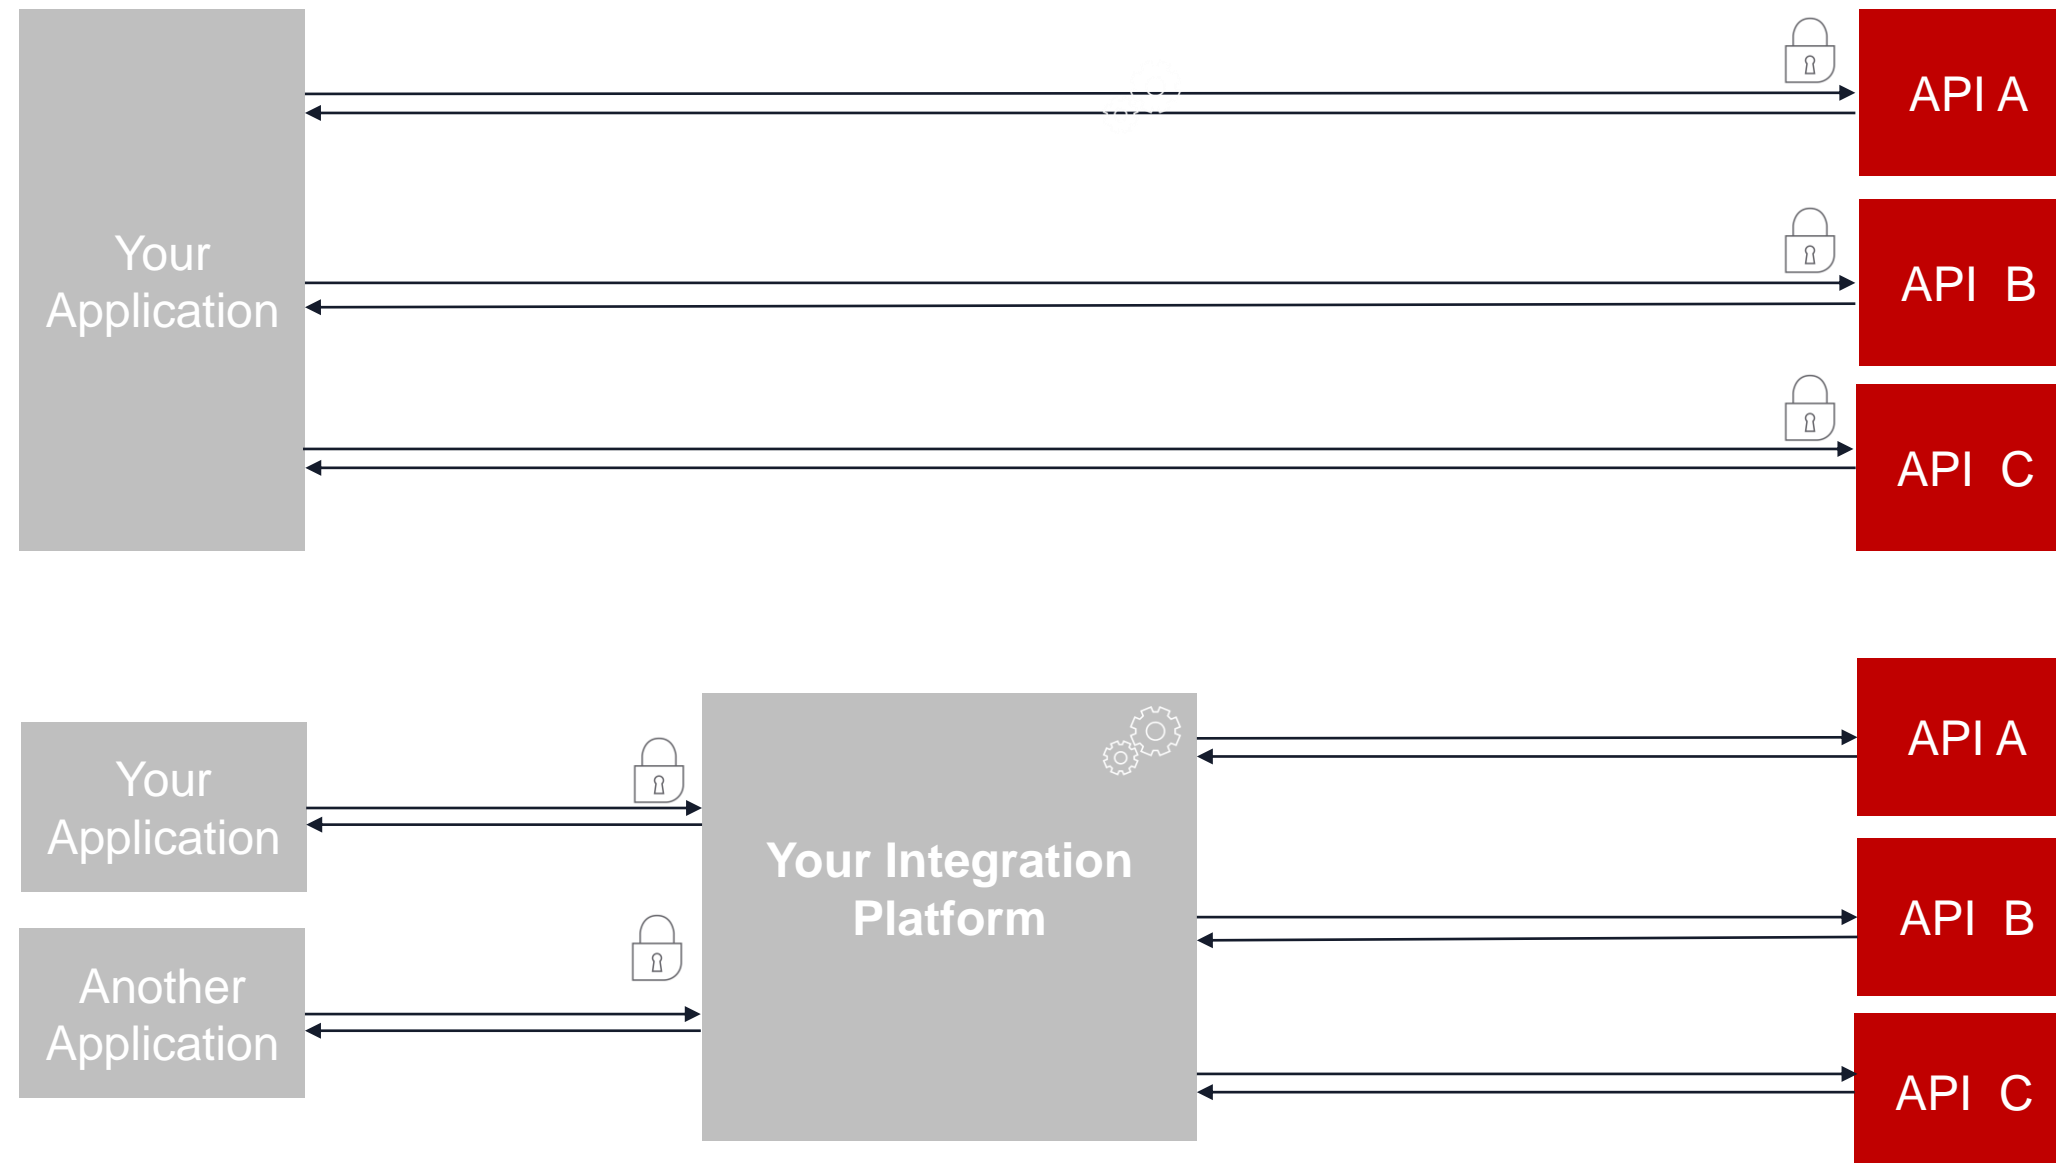 Your
Application
API A
API B
API C
Your
Application
Another
Application
Your Integration
Platform
API A
API B
API C